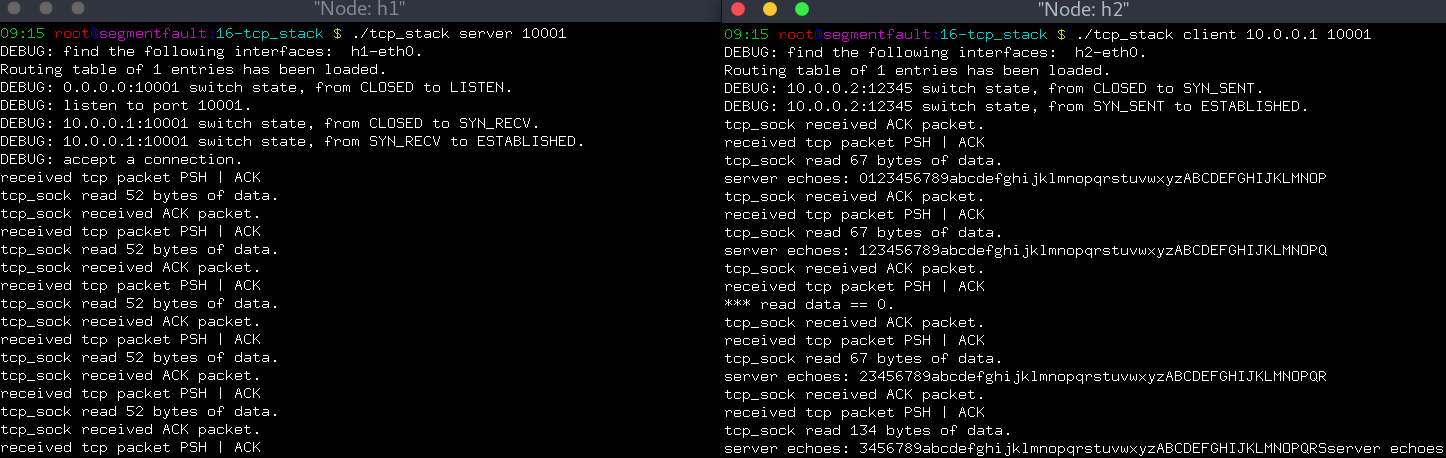 "Node: h1"
09:15 root@segmentfault:16-tcp_stack $ ./tcp_stack server 10001
DEBUG: find the following interfaces:  h1-eth0.
Routing table of 1 entries has been loaded.
DEBUG: 0.0.0.0:10001 switch state, from CLOSED to LISTEN.
DEBUG: listen to port 10001.
DEBUG: 10.0.0.1:10001 switch state, from CLOSED to SYN_RECV.
DEBUG: 10.0.0.1:10001 switch state, from SYN_RECV to ESTABLISHED.
DEBUG: accept a connection.
received tcp packet PSH | ACK
tcp_sock read 52 bytes of data.
tcp_sock received ACK packet.
received tcp packet PSH | ACK
tcp_sock read 52 bytes of data.
tcp_sock received ACK packet.
received tcp packet PSH | ACK
tcp_sock read 52 bytes of data.
tcp_sock received ACK packet.
received tcp packet PSH | ACK
tcp_sock read 52 bytes of data.
tcp_sock received ACK packet.
received tcp packet PSH | ACK
tcp_sock read 52 bytes of data.
tcp_sock received ACK packet.
received tcp packet PSH | ACK
"Node: h2"
09:15 root@segmentfault:16-tcp_stack $ ./tcp_stack client 10.0.0.1 10001
DEBUG: find the following interfaces:  h2-eth0.
Routing table of 1 entries has been loaded.
DEBUG: 10.0.0.2:12345 switch state, from CLOSED to SYN_SENT.
DEBUG: 10.0.0.2:12345 switch state, from SYN_SENT to ESTABLISHED.
tcp_sock received ACK packet.
received tcp packet PSH | ACK
tcp_sock read 67 bytes of data.
server echoes: 0123456789abcdefghijklmnopqrstuvwxyzABCDEFGHIJKLMNOP
tcp_sock received ACK packet.
received tcp packet PSH | ACK
tcp_sock read 67 bytes of data.
server echoes: 123456789abcdefghijklmnopqrstuvwxyzABCDEFGHIJKLMNOPQ
tcp_sock received ACK packet.
received tcp packet PSH | ACK
*** read data == 0.
tcp_sock received ACK packet.
received tcp packet PSH | ACK
tcp_sock read 67 bytes of data.
server echoes: 23456789abcdefghijklmnopqrstuvwxyzABCDEFGHIJKLMNOPQR
tcp_sock received ACK packet.
received tcp packet PSH | ACK
tcp_sock read 134 bytes of data.
server echoes: 3456789abcdefghijklmnopqrstuvwxyzABCDEFGHIJKLMNOPQRSserver echoes